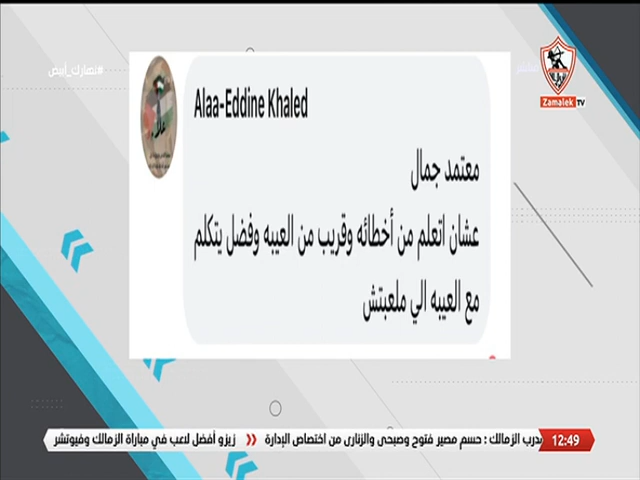 #نهارك_أبيض
Zamalek TV
Alaa-Eddine Khaled
معتمد جمال
عشان اتعلم من أخطائه وقريب من العيبه وفضل يتكلم
مع العيبه الي ملعبتش
12:49
مدرب الزمالك : حسم مصير فتوح وصبحى والزنارى من اختصاص الإدارة » زيزو أفضل لاعب في مباراة الزمالك وفيوتشر